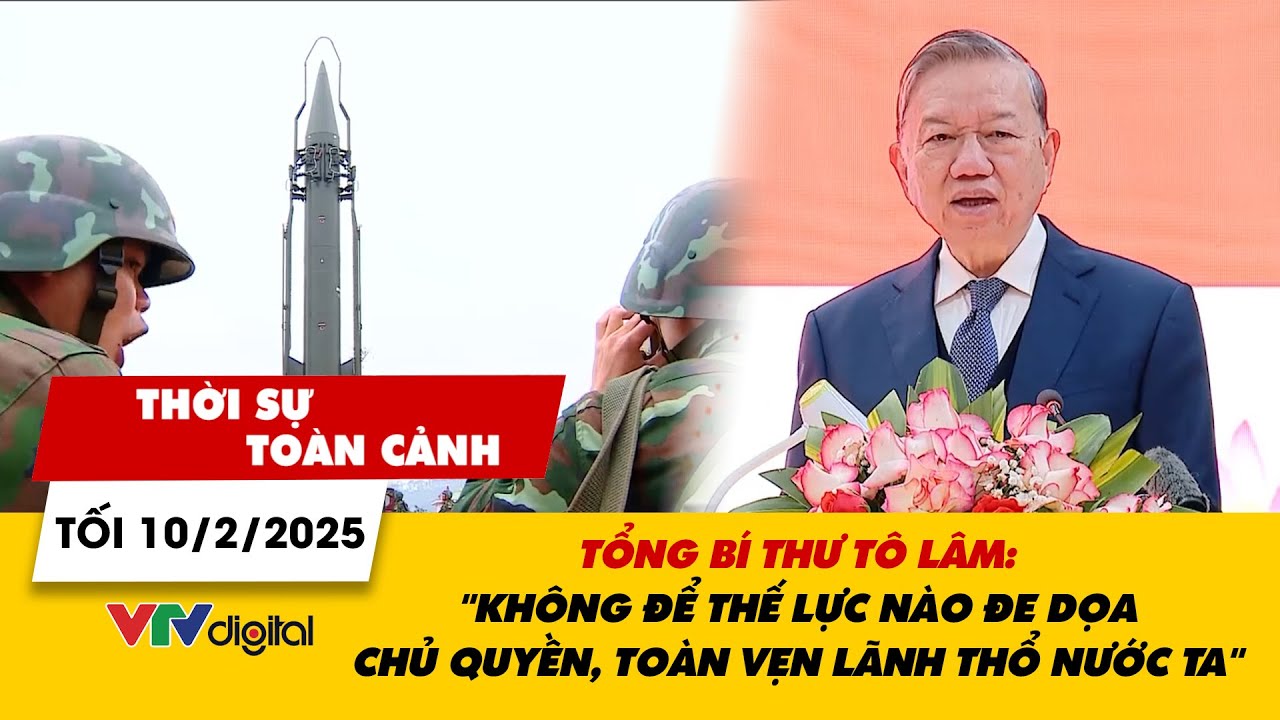 THỜI SỰ
TOÀN CẢNH
TỐI 10/2/2025
VTVdigital
TỔNG BÍ THƯ TÔ LÂM:
"KHÔNG ĐỂ THẾ LỰC NÀO ĐE DỌA
CHỦ QUYỀN, TOÀN VẸN LÃNH THỔ NƯỚC TA"